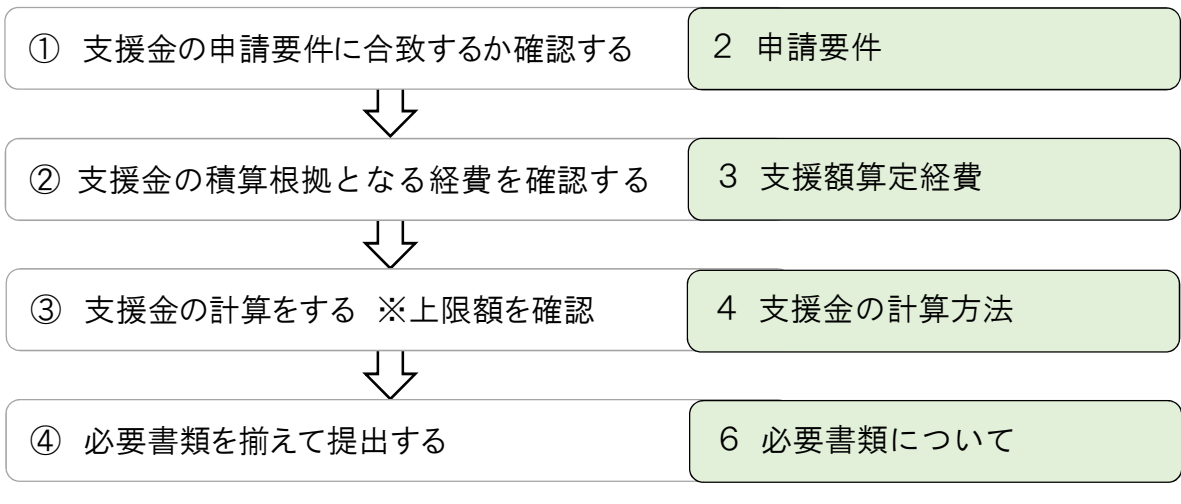 ① 支援金の申請要件に合致するか確認する
2 申請要件
② 支援金の積算根拠となる経費を確認する
3 支援額算定経費
③ 支援金の計算をする ※上限額を確認
4 支援金の計算方法
④ 必要書類を揃えて提出する
6 必要書類について